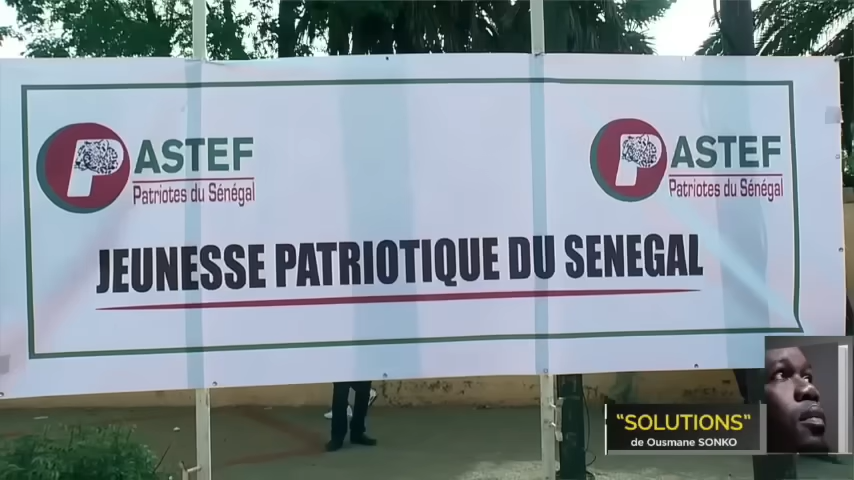 PASTEF
Patriotes du Sénégal
PASTEF
Patriotes du Sénégal
JEUNESSE PATRIOTIQUE DU SENEGAL
"SOLUTIONS"
de Ousmane SONKO